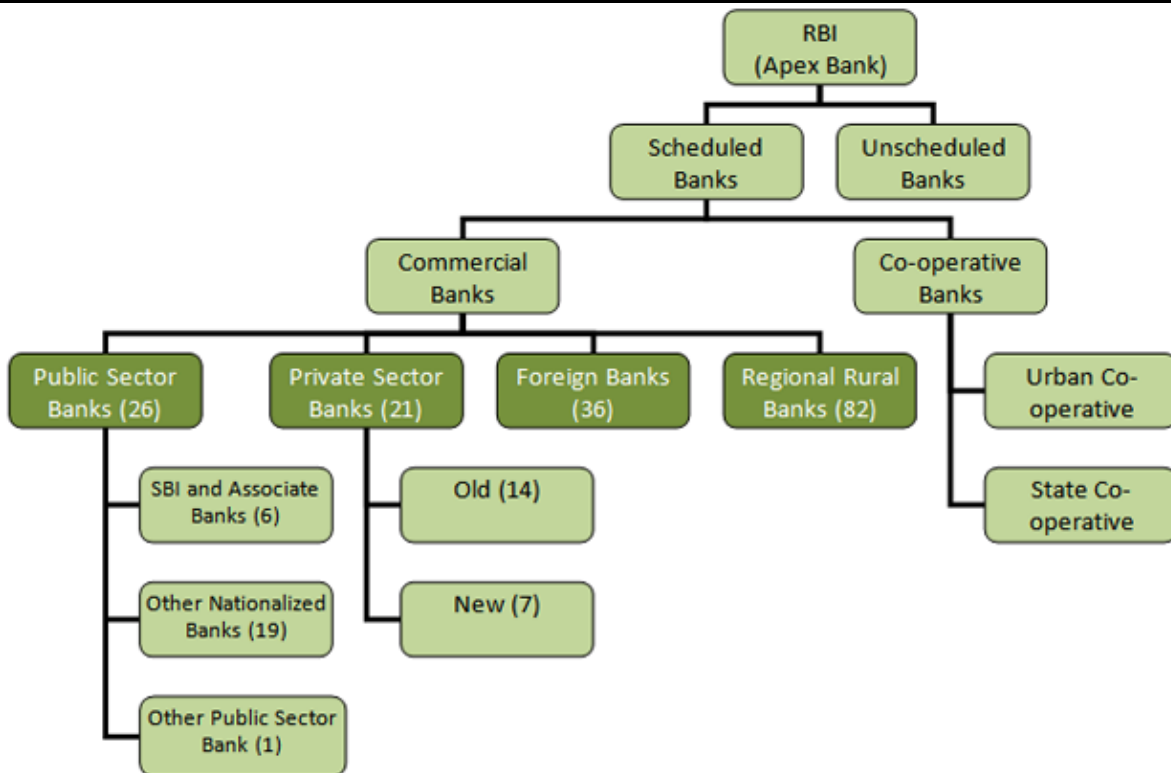 RBI
(Apex Bank)
Scheduled
Banks
Unscheduled
Banks
Commercial
Banks
Co-operative
Banks
Public Sector
Banks (26)
Private Sector
Banks (21)
Foreign Banks
(36)
Regional Rural
Banks (82)
Urban Co-
operative
SBI and Associate
Banks (6)
Old (14)
State Co-
operative
Other Nationalized
Banks (19)
New (7)
Other Public Sector
Bank (1)